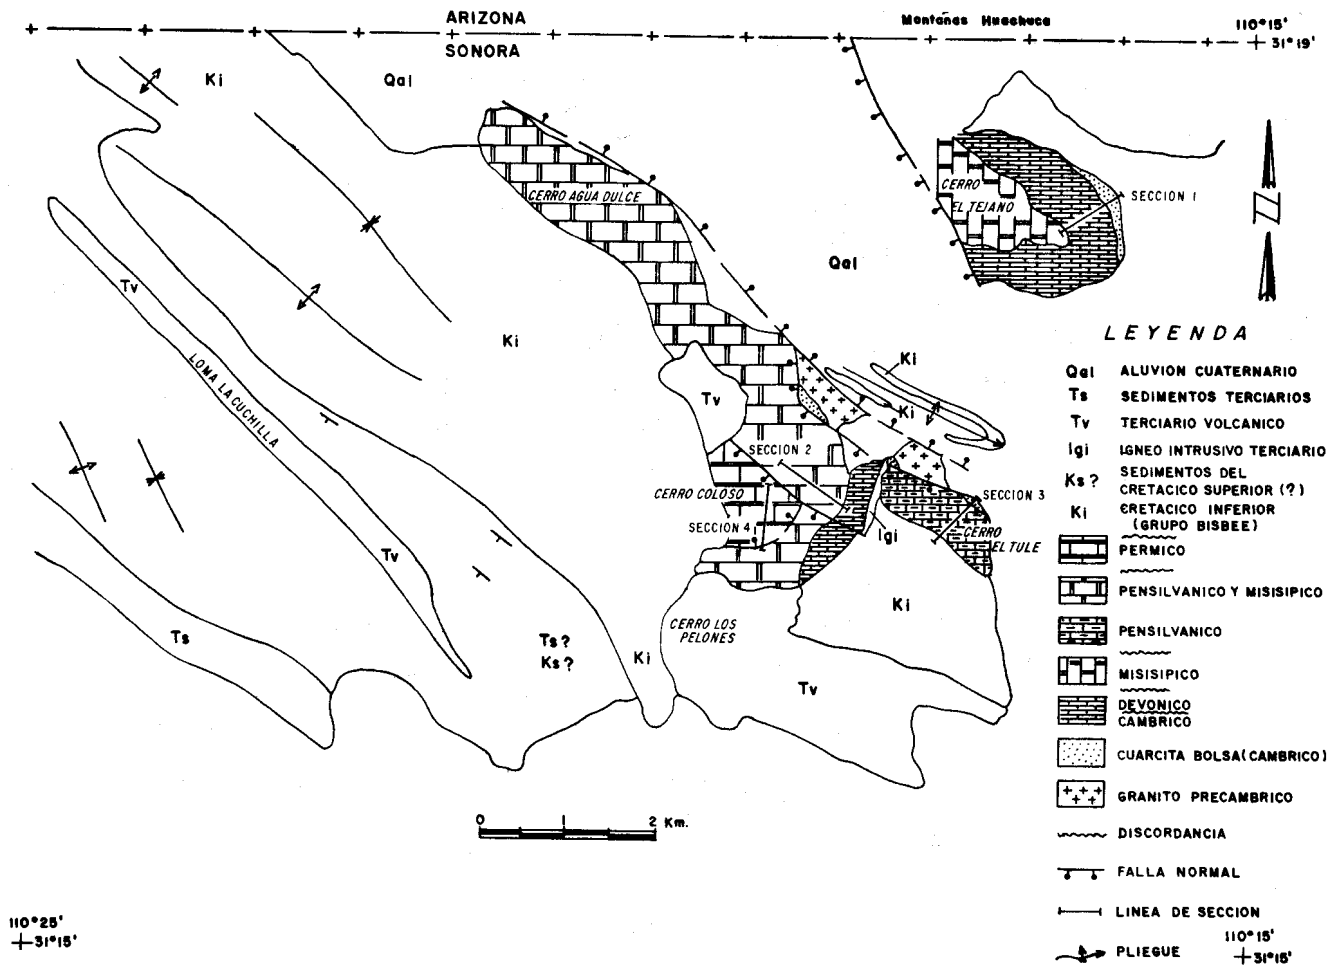 ARIZONA
SONORA
Montañas Huachuca
110°15'
31°19'
Ki
Qal
CERRO AGUA DULCE
CERRO
EL TEJANO
SECCION 1
Qal
Tv
Ki
LOMA LA CUCHILLA
Tv
Ki
Ki
SECCION 2
CERRO COLOSO
SECCION 4
SECCION 3
CERRO
EL TULE
Igi
Tv
Ki
CERRO LOS
PELONES
Ts
Ts?
Ks?
Ki
Tv
0 1 2 Km.
LEYENDA
Qal ALUVION CUATERNARIO
Ts SEDIMENTOS TERCIARIOS
Tv TERCIARIO VOLCANICO
Igi IGNEO INTRUSIVO TERCIARIO
Ks? SEDIMENTOS DEL
CRETACICO SUPERIOR (?)
Ki CRETACICO INFERIOR
(GRUPO BISBEE)
PERMICO
PENSILVANICO Y MISISIPICO
PENSILVANICO
MISISIPICO
DEVONICO
CAMBRICO
CUARCITA BOLSA (CAMBRICO)
GRANITO PRECAMBRICO
DISCORDANCIA
FALLA NORMAL
LINEA DE SECCION
PLIEGUE
110°25'
31°15'
110°15'
31°15'